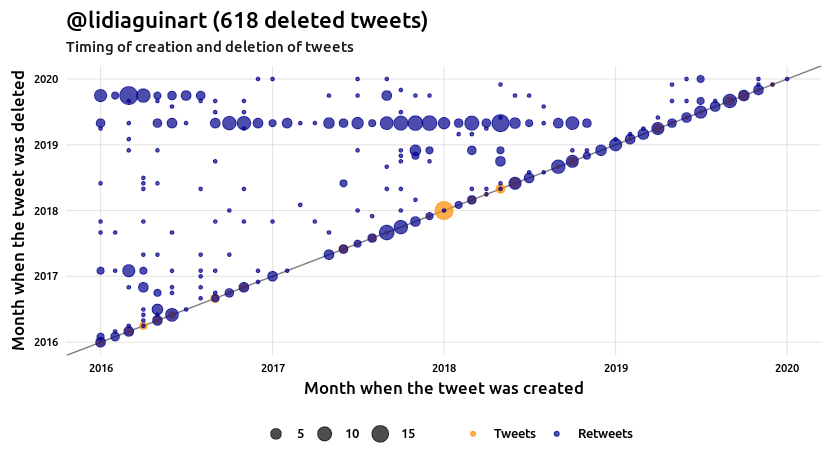 @lidiaguinart (618 deleted tweets)
Timing of creation and deletion of tweets
Month when the tweet was deleted
2020
2019
2018
2017
2016
2016 2017 2018 2019 2020
Month when the tweet was created
5 10 15 Tweets Retweets